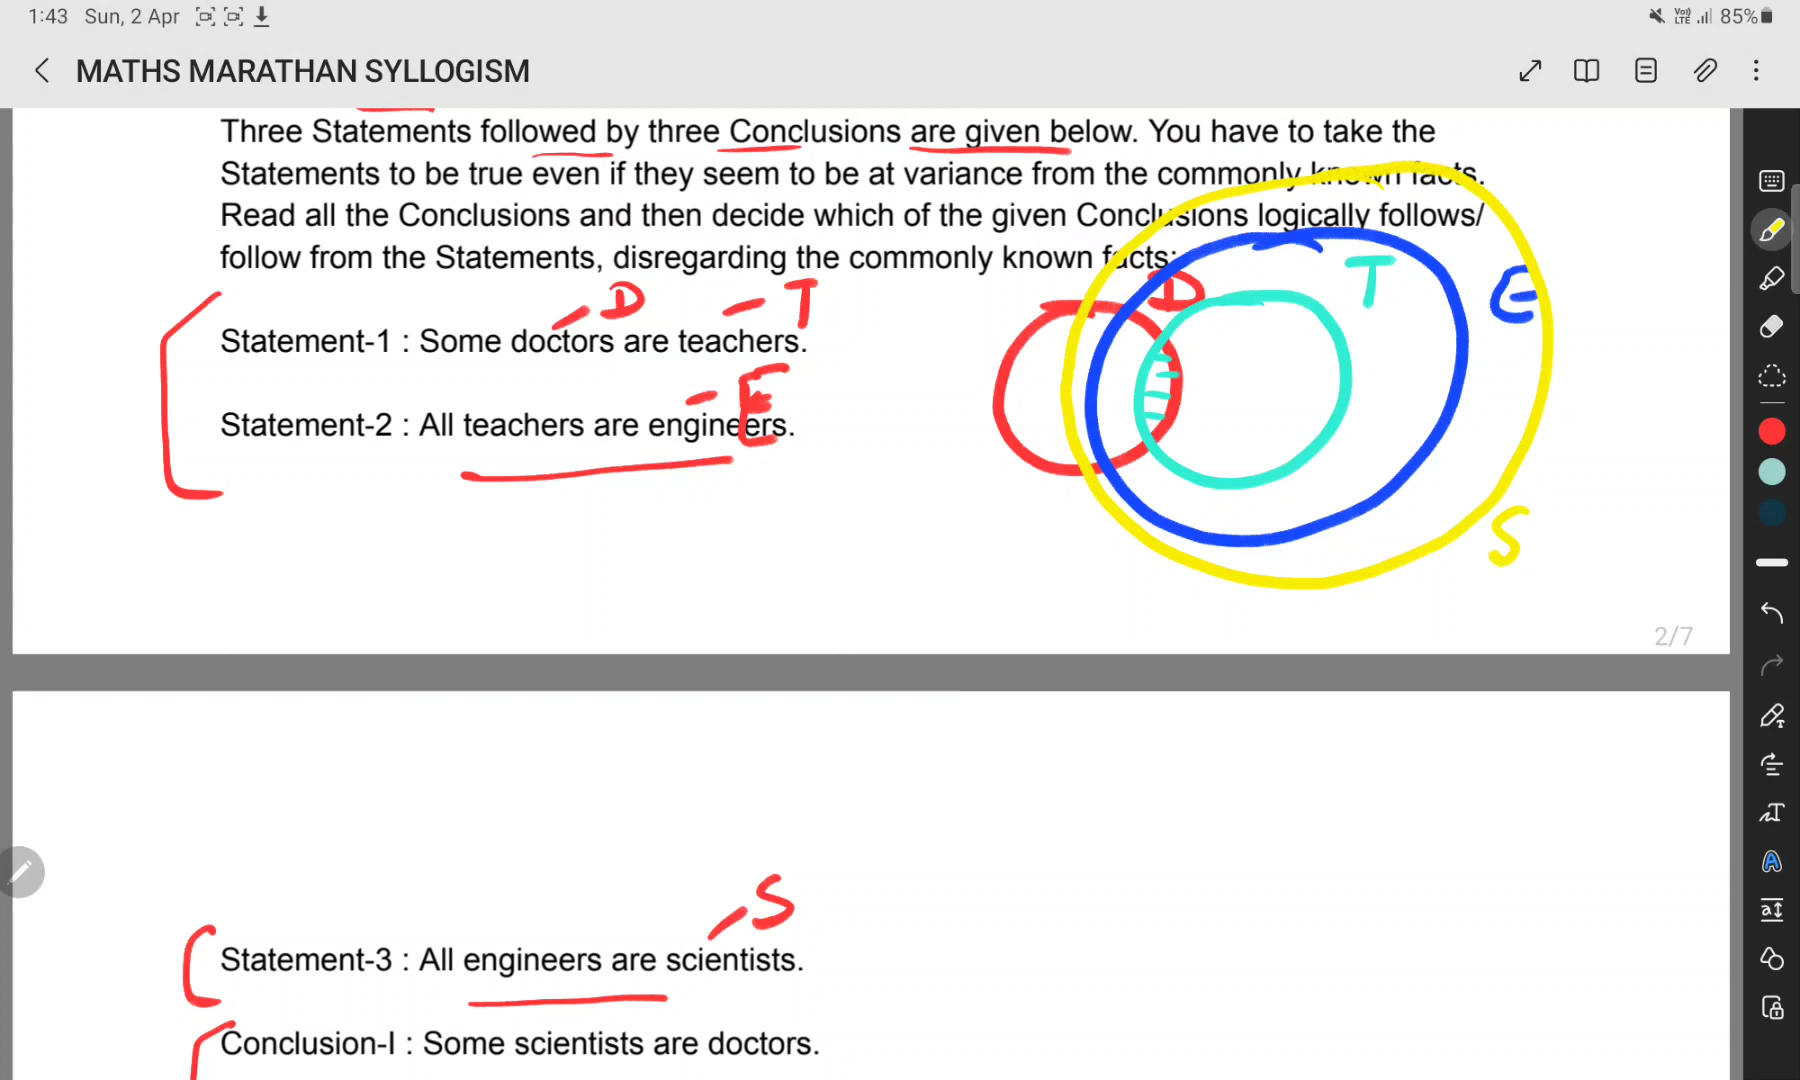 1:43 Sun, 2 Apr
Vo)) LTE 85%
MATHS MARATHAN SYLLOGISM
Three Statements followed by three Conclusions are given below. You have to take the
Statements to be true even if they seem to be at variance from the commonly known facts.
Read all the Conclusions and then decide which of the given Conclusions logically follows/
follow from the Statements, disregarding the commonly known facts:
D T
D T E
Statement-1 : Some doctors are teachers.
E
Statement-2 : All teachers are engineers.
S
2/7
S
Statement-3 : All engineers are scientists.
Conclusion-I : Some scientists are doctors.